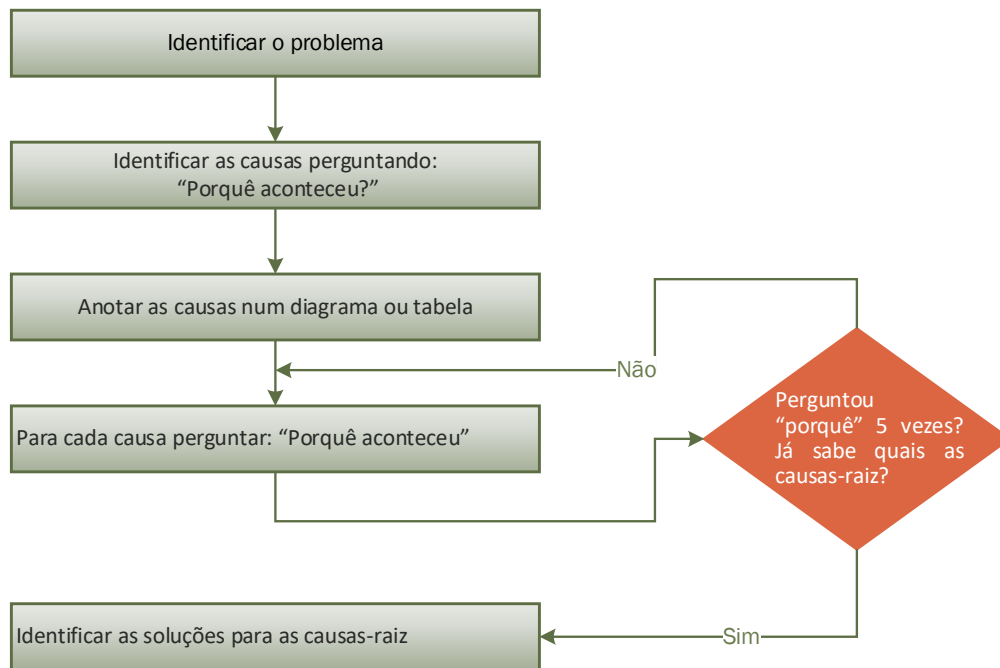 Identificar o problema
Identificar as causas perguntando:
“Porquê aconteceu?”
Anotar as causas num diagrama ou tabela
Não
Para cada causa perguntar: “Porquê aconteceu”
Perguntou
“porquê” 5 vezes?
Já sabe quais as
causas-raiz?
Identificar as soluções para as causas-raiz
Sim